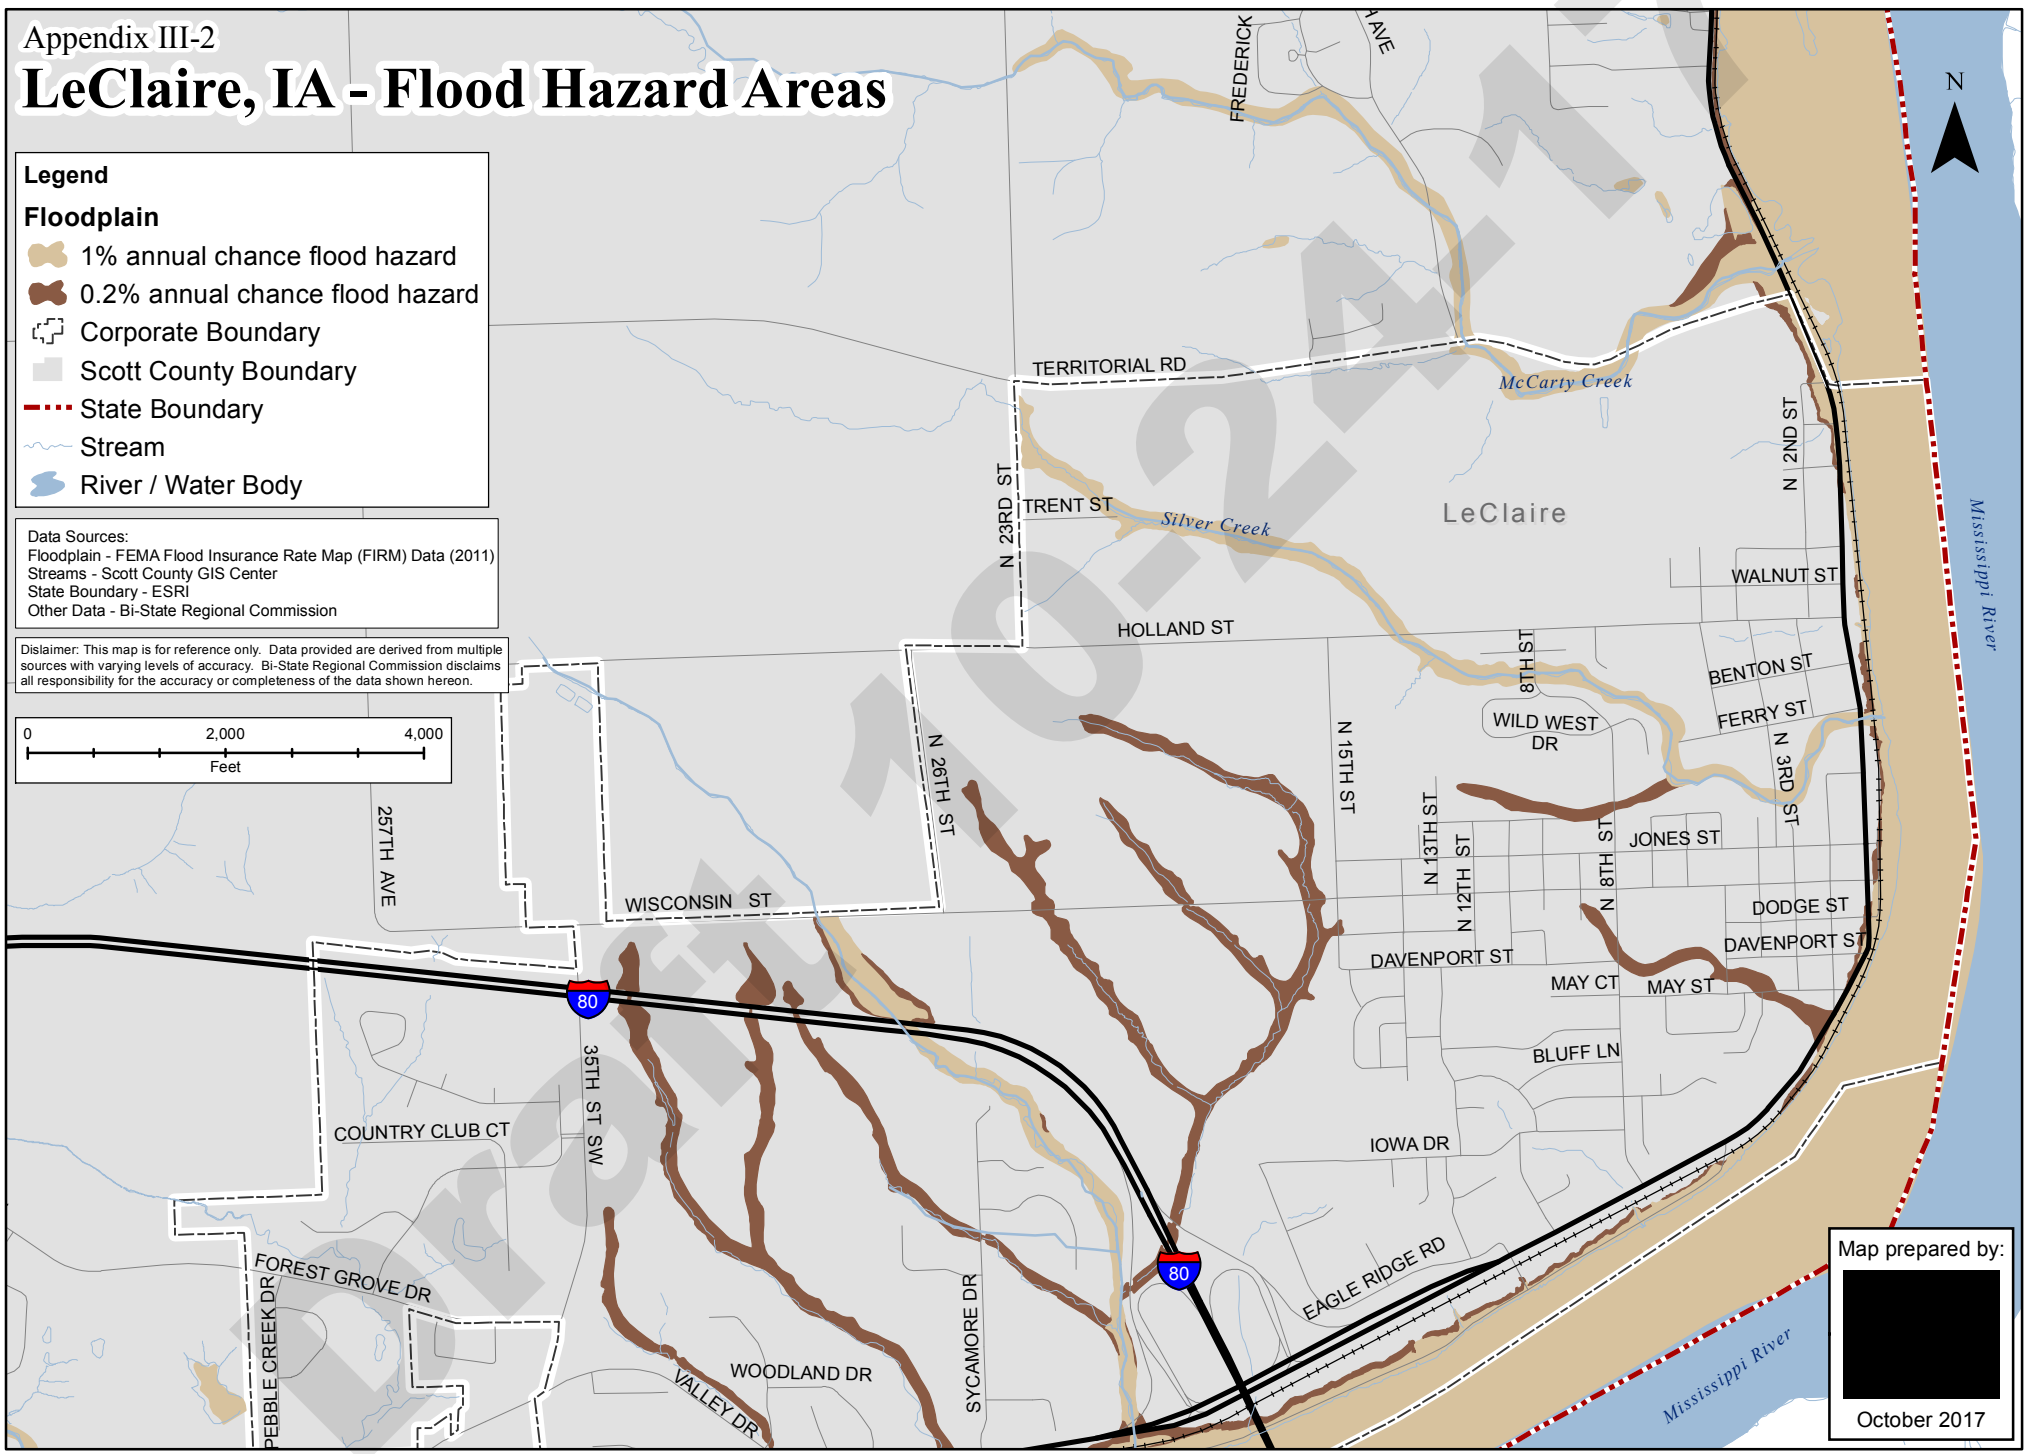 Appendix III-2
LeClaire, IA - Flood Hazard Areas
Legend
Floodplain
1% annual chance flood hazard
0.2% annual chance flood hazard
Corporate Boundary
Scott County Boundary
State Boundary
Stream
River / Water Body
Data Sources:
Floodplain - FEMA Flood Insurance Rate Map (FIRM) Data (2011)
Streams - Scott County GIS Center
State Boundary - ESRI
Other Data - Bi-State Regional Commission
Dislaimer: This map is for reference only. Data provided are derived from multiple
sources with varying levels of accuracy. Bi-State Regional Commission disclaims
all responsibility for the accuracy or completeness of the data shown hereon.
0 2,000 4,000
Feet
N
FREDERICK
H AVE
TERRITORIAL RD
McCarty Creek
N 2ND ST
N 23RD ST
TRENT ST
Silver Creek
LeClaire
Mississippi River
WALNUT ST
HOLLAND ST
8TH ST
BENTON ST
FERRY ST
WILD WEST
DR
N 3RD ST
N 15TH ST
N 26TH ST
257TH AVE
N 13TH ST
N 12TH ST
N 8TH ST
JONES ST
WISCONSIN ST
DODGE ST
DAVENPORT ST
DAVENPORT ST
MAY CT
MAY ST
80
BLUFF LN
35TH ST SW
COUNTRY CLUB CT
IOWA DR
FOREST GROVE DR
PEBBLE CREEK DR
80
EAGLE RIDGE RD
SYCAMORE DR
WOODLAND DR
VALLEY DR
Mississippi River
Map prepared by:
October 2017
Draft 10-24-17